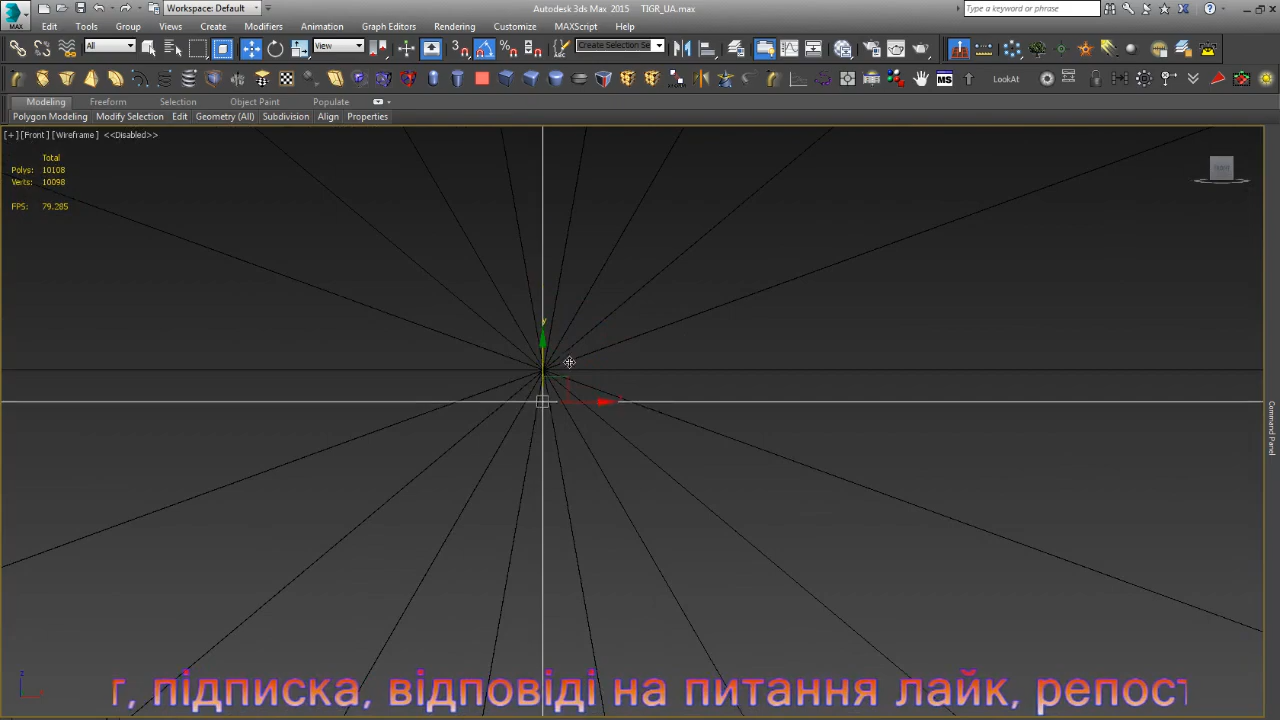 Autodesk 3ds Max 2015 TIGR_UA.max
Workspace: Default
Type a keyword or phrase
MAX
Edit Tools Group Views Create Modifiers Animation Graph Editors Rendering Customize MAXScript Help
All
View
Create Selection Se
MS
LookAt
Modeling Freeform Selection Object Paint Populate
Polygon Modeling Modify Selection Edit Geometry (All) Subdivision Align Properties
[+] [Front] [Wireframe] <<Disabled>>
Total
Polys: 10108
Verts: 10098
FPS: 79.285
y
Command Panel
z
г, підписка, відповіді на питання лайк, репост